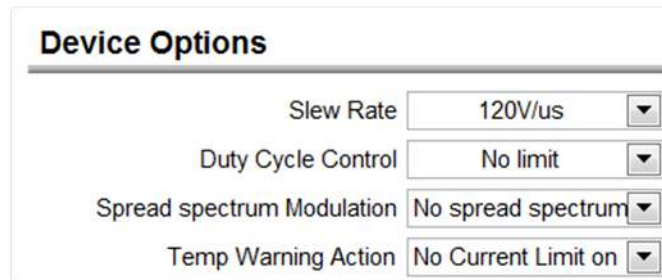 Device Options
Slew Rate 120V/us
Duty Cycle Control No limit
Spread spectrum Modulation No spread spectrum
Temp Warning Action No Current Limit on